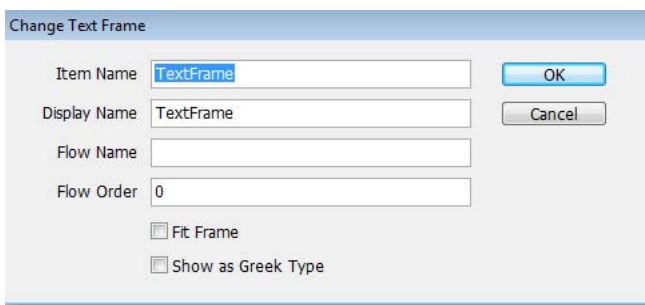 Change Text Frame
Item Name TextFrame OK
Display Name TextFrame Cancel
Flow Name
Flow Order 0
Fit Frame
Show as Greek Type